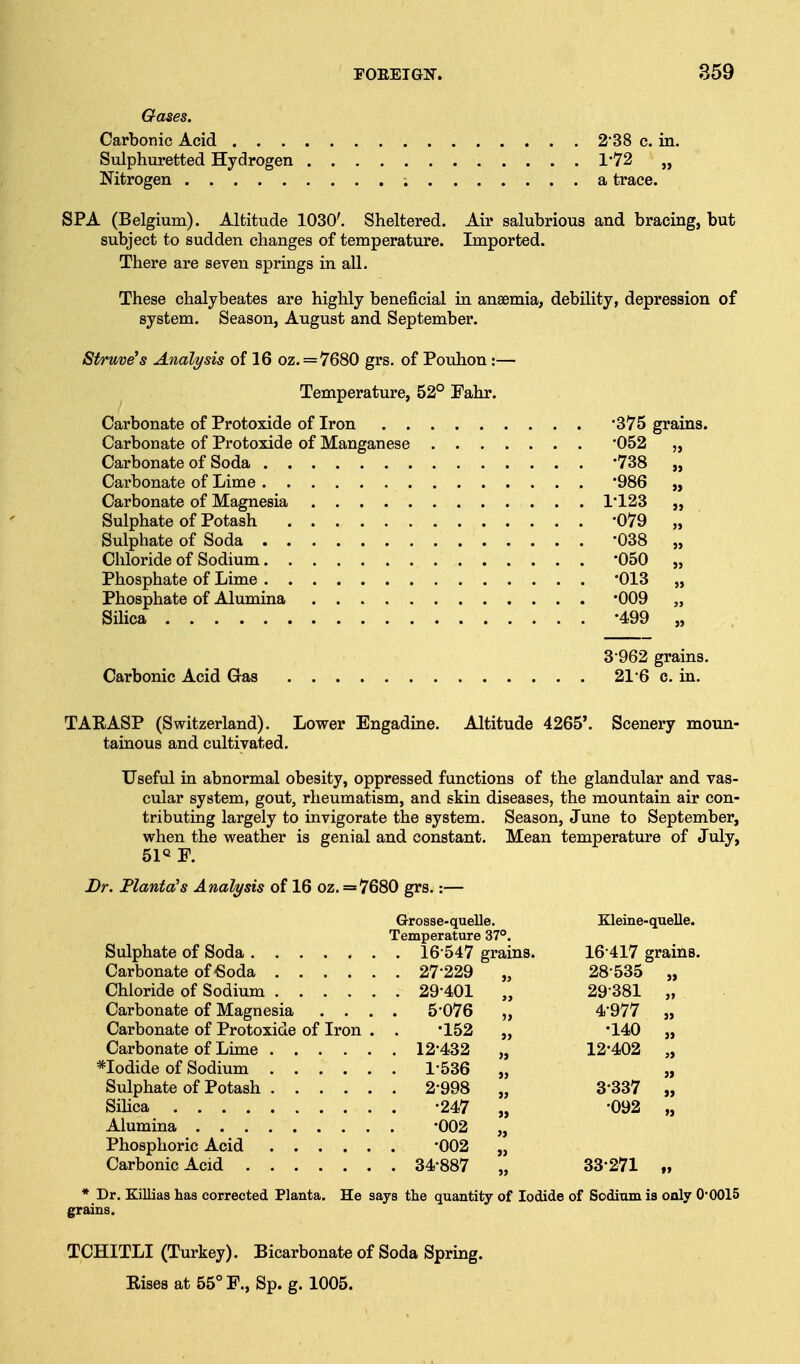 FOREIGN. 359
Gases.
Carbonic Acid . . . . . . . . . . . . . . . 2·38 c. in.
Sulphuretted Hydrogen . . . . . . . . . . . . 1·72 „
Nitrogen . . . . . . . . . . . . . . . . . a trace.
SPA (Belgium). Altitude 1030'. Sheltered. Air salubrious and bracing, but
subject to sudden changes of temperature. Imported.
There are seven springs in all.
These chalybeates are highly beneficial in anæmia, debility, depression of
system. Season, August and September.
Struve's Analysis of 16 oz. = 7680 grs. of Pouhon :—
Temperature, 52° Fahr.
Carbonate of Protoxide of Iron . . . . . . . . . ·375 grains.
Carbonate of Protoxide of Manganese . . . . . . . ·052 „
Carbonate of Soda . . . . . . . . . . . . . . ·738 „
Carbonate of Lime . . . . . . . . . . . . . . ·986 „
Carbonate of Magnesia . . . . . . . . . . . . 1·123 „
Sulphate of Potash . . . . . . . . . . . . . ·079 „
Sulphate of Soda . . . . . . . . . . . . . . ·038 „
Chloride of Sodium . . . . . . . . . . . . . . ·050 „
Phosphate of Lime . . . . . . . . . . . . . . ·013 „
Phosphate of Alumina . . . . . . . . . . . . ·009 „
Silica . . . . . . . . . . . . . . . . . . ·499 „
3·962 grains.
Carbonic Acid Gas . . . . . . . . . . . . . 21·6 c. in.
TARASP (Switzerland). Lower Engadine. Altitude 4265'. Scenery moun-
tainous and cultivated.
Useful in abnormal obesity, oppressed functions of the glandular and vas-
cular system, gout, rheumatism, and skin diseases, the mountain air con-
tributing largely to invigorate the system. Season, June to September,
when the weather is genial and constant. Mean temperature of July,
51° F.
Dr. Planta's Analysis of 16 oz. = 7680 grs. :—
Grosse-quelle. Kleine-quelle.
Temperature 37°.
Sulphate of Soda . . . . . . . 16·547 grains. 16·417 grains.
Carbonate of Soda . . . . . . 27·229 „ 28·535 „
Chloride of Sodium . . . . . . 29·401 „ 29·381 „
Carbonate of Magnesia . . . . 5·076 „ 4·977 „
Carbonate of Protoxide of Iron . . ·152 „ ·140 „
Carbonate of Lime . . . . . . 12·432 „ 12·402 „
*Iodide of Sodium . . . . . . 1·536 „ „
Sulphate of Potash . . . . . . 2·998 „ 3·337 „
Silica . . . . . . . . . . ·247 „ ·092 „
Alumina . . . . . . . . . ·002 „
Phosphoric Acid . . . . . . ·002 „
Carbonic Acid . . . . . . . 34·887 „ 33·271 „
* Dr. Killias has corrected Planta. He says the quantity of Iodide of Sodium is only 0·0015
grains.
TCHITLI (Turkey). Bicarbonate of Soda Spring.
Rises at 55° F., Sp. g. 1005.